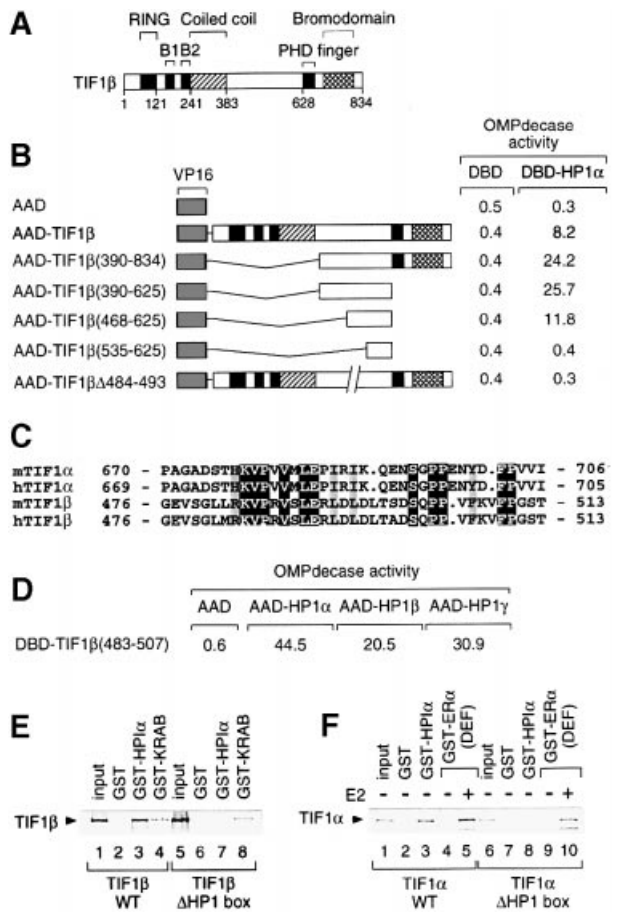 A
RING Coiled coil Bromodomain
B1 B2 PHD finger
TIF1β
1 121 241 383 628 834
B
OMPdecase activity
VP16 DBD DBD-HP1α
AAD 0.5 0.3
AAD-TIF1β 0.4 8.2
AAD-TIF1β(390-834) 0.4 24.2
AAD-TIF1β(390-625) 0.4 25.7
AAD-TIF1β(468-625) 0.4 11.8
AAD-TIF1β(535-625) 0.4 0.4
AAD-TIF1βΔ484-493 0.4 0.3
C
mTIF1α 670 - PAGADSTHKVPVVMLEPIRIK.QENSGPPENYD.FPVVI - 706
hTIF1α 669 - PAGADSTHKVPVVMLEPIRIK.QENSGPPENYD.FPVVI - 705
mTIF1β 476 - GEVSGLLRKVPRVSLERLDLDLTSDSQPP.VFKVFPGST - 513
hTIF1β 476 - GEVSGLMRKVPRVSLERLDLDLTADSQPP.VFKVFPGST - 513
D
OMPdecase activity
AAD AAD-HP1α AAD-HP1β AAD-HP1γ
DBD-TIF1β(483-507) 0.6 44.5 20.5 30.9
E
input GST GST-HPIα GST-KRAB input GST GST-HPIα GST-KRAB
TIF1β
1 2 3 4 5 6 7 8
TIF1β WT TIF1β ΔHP1 box
F
input GST GST-HPIα GST-ERα (DEF) input GST GST-HPIα GST-ERα (DEF)
E2 - - - - + - - - - +
TIF1α
1 2 3 4 5 6 7 8 9 10
TIF1α WT TIF1α ΔHP1 box